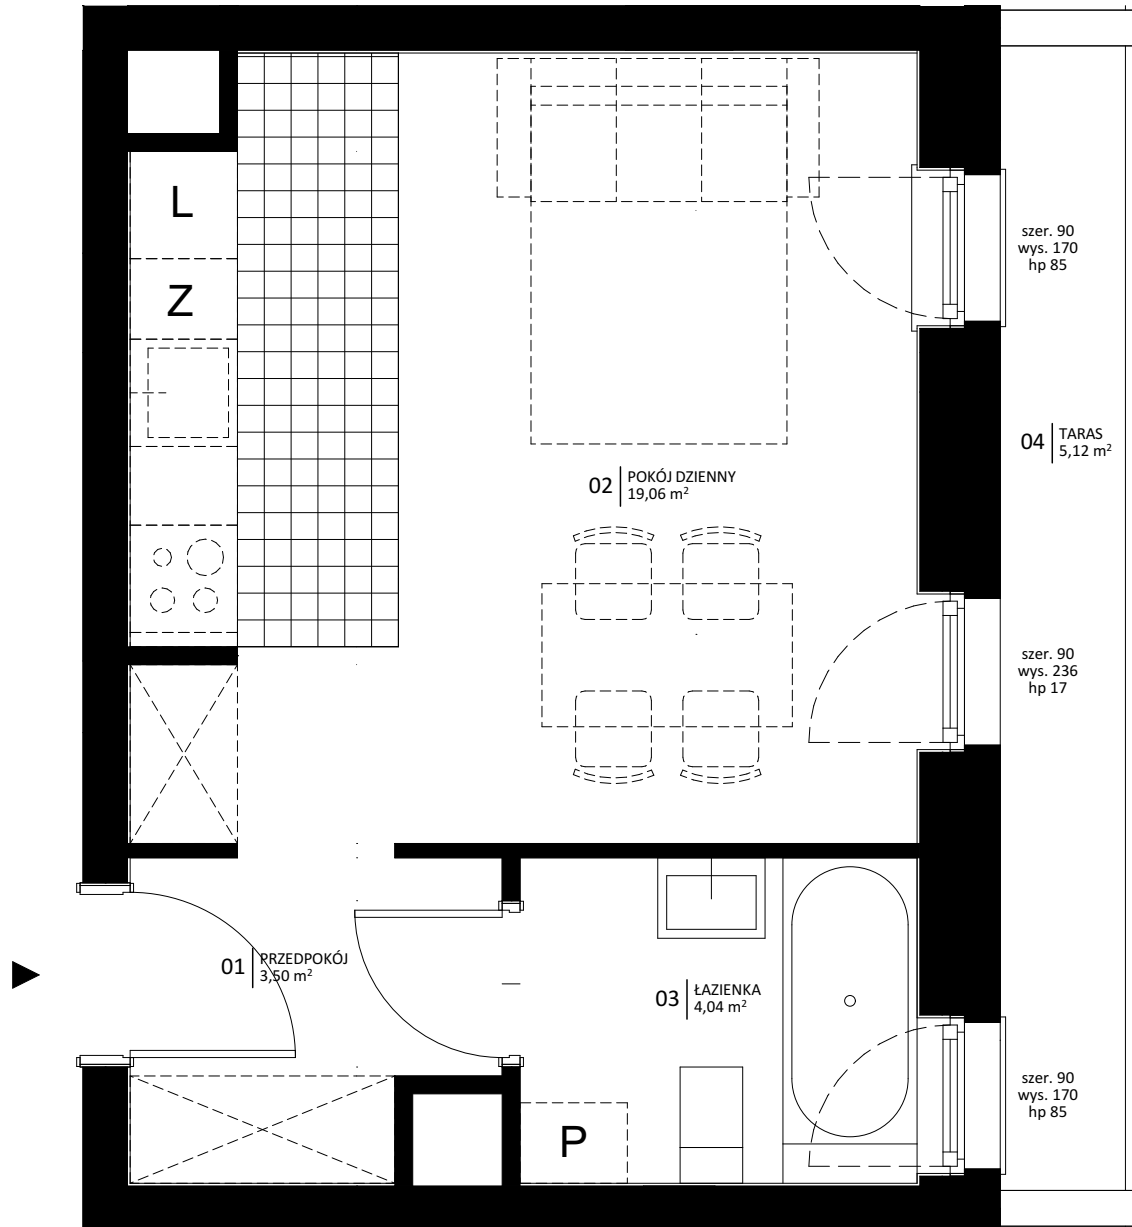 L
Z
szer. 90
wys. 170
hp 85
04
TARAS
5,12 m²
02
POKÓJ DZIENNY
19,06 m²
szer. 90
wys. 236
hp 17
01
PRZEDPOKÓJ
3,50 m²
03
ŁAZIENKA
4,04 m²
szer. 90
wys. 170
hp 85
P